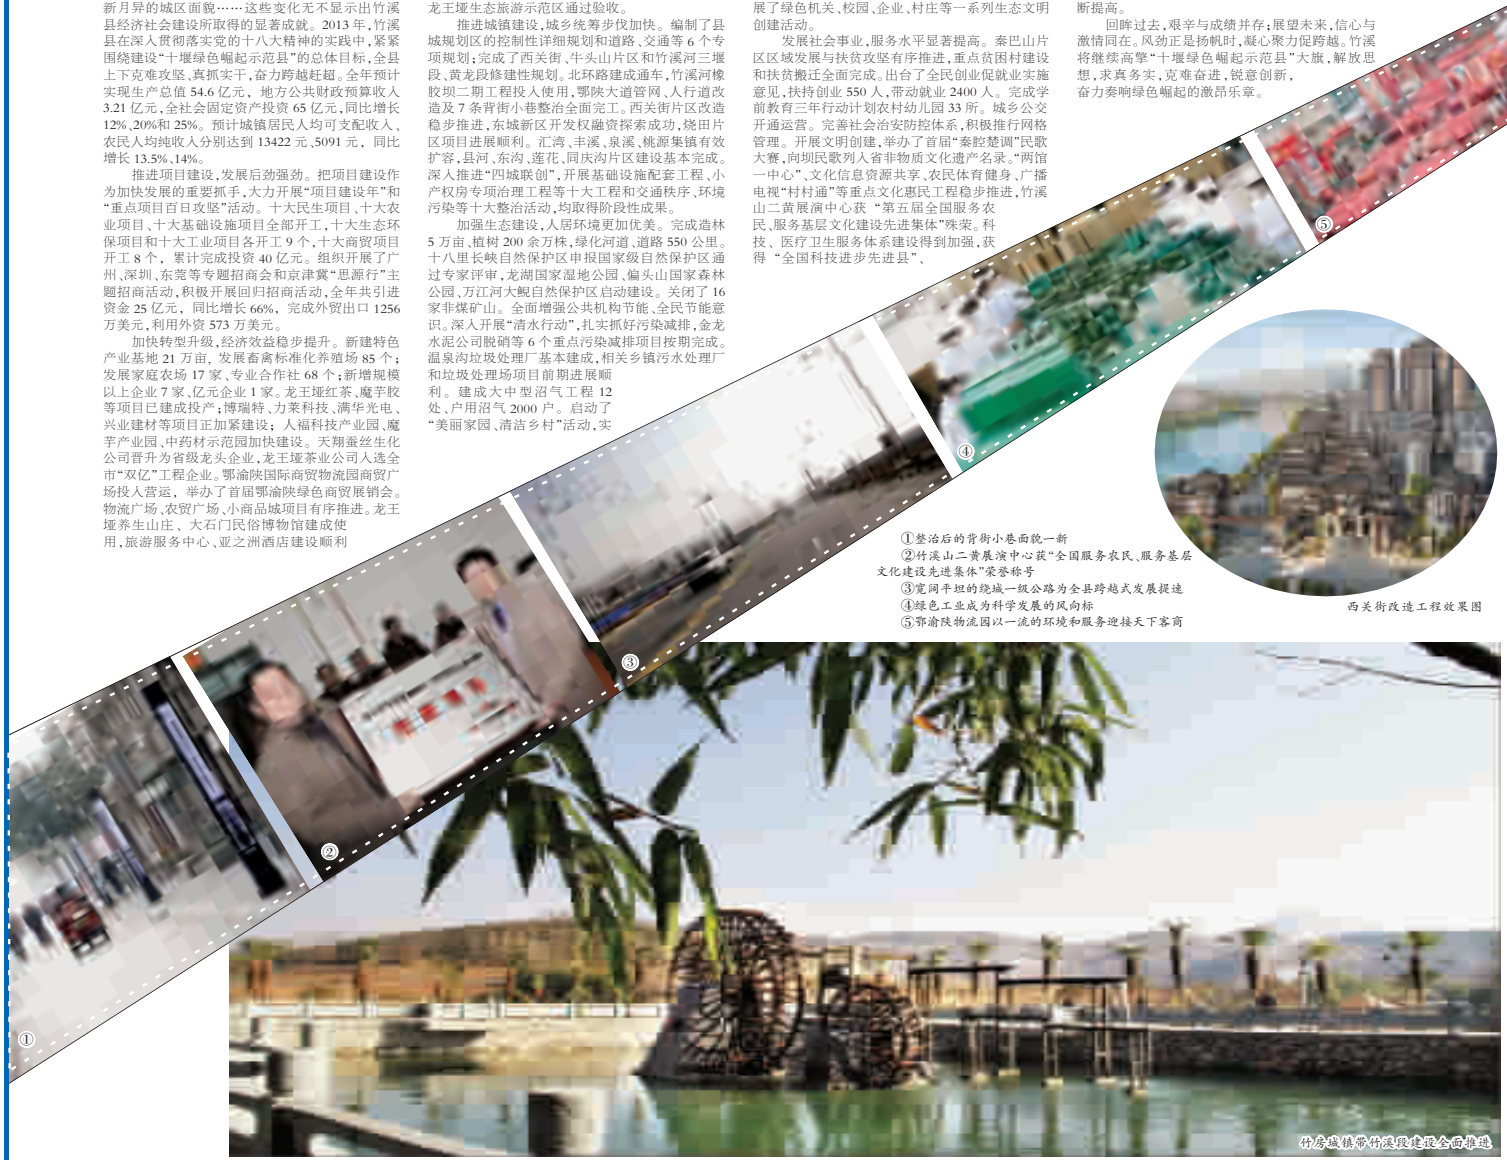 新月异的城区面貌……这些变化无不显示出竹溪
县经济社会建设所取得的显著成就。2013 年,竹溪
县在深入贯彻落实党的十八大精神的实践中,紧紧
围绕建设“十堰绿色崛起示范县”的总体目标,全县
上下克难攻坚、真抓实干,奋力跨越赶超。全年预计
实现生产总值 54.6 亿元，地方公共财政预算收入
3.21 亿元,全社会固定资产投资 65 亿元,同比增长
12%、20%和 25%。预计城镇居民人均可支配收入、
农民人均纯收入分别达到 13422 元、5091 元，同比
增长 13.5%、14%。
推进项目建设,发展后劲强劲。把项目建设作
为加快发展的重要抓手,大力开展“项目建设年”和
“重点项目百日攻坚”活动。十大民生项目、十大农
业项目、十大基础设施项目全部开工,十大生态环
保项目和十大工业项目各开工 9 个,十大商贸项目
开工 8 个，累计完成投资 40 亿元。组织开展了广
州、深圳、东莞等专题招商会和京津冀“思源行”主
题招商活动,积极开展回归招商活动,全年共引进
资金 25 亿元，同比增长 66%，完成外贸出口 1256
万美元,利用外资 573 万美元。
加快转型升级,经济效益稳步提升。新建特色
产业基地 21 万亩，发展畜禽标准化养殖场 85 个；
发展家庭农场 17 家、专业合作社 68 个;新增规模
以上企业 7 家、亿元企业 1 家。龙王垭红茶、魔芋胶
等项目已建成投产;博瑞特、力莱科技、满华光电、
兴业建材等项目正加紧建设；人福科技产业园、魔
芋产业园、中药材示范园加快建设。天翔蚕丝生化
公司晋升为省级龙头企业,龙王垭茶业公司入选全
市“双亿”工程企业。鄂渝陕国际商贸物流园商贸广
场投入营运，举办了首届鄂渝陕绿色商贸展销会。
物流广场、农贸广场、小商品城项目有序推进。龙王
垭养生山庄、大石门民俗博物馆建成使
用,旅游服务中心、亚之洲酒店建设顺利
龙王垭生态旅游示范区通过验收。
推进城镇建设,城乡统筹步伐加快。编制了县
城规划区的控制性详细规划和道路、交通等 6 个专
项规划;完成了西关街、牛头山片区和竹溪河三堰
段、黄龙段修建性规划。北环路建成通车,竹溪河橡
胶坝二期工程投入使用,鄂陕大道管网、人行道改
造及 7 条背街小巷整治全面完工。西关街片区改造
稳步推进,东城新区开发权融资探索成功,烧田片
区项目进展顺利。汇湾、丰溪、泉溪、桃源集镇有效
扩容,县河、东沟、莲花、同庆沟片区建设基本完成。
深入推进“四城联创”,开展基础设施配套工程、小
产权房专项治理工程等十大工程和交通秩序、环境
污染等十大整治活动,均取得阶段性成果。
加强生态建设,人居环境更加优美。完成造林
5 万亩、植树 200 余万株,绿化河道、道路 550 公里。
十八里长峡自然保护区申报国家级自然保护区通
过专家评审,龙湖国家湿地公园、偏头山国家森林
公园、万江河大鲵自然保护区启动建设。关闭了 16
家非煤矿山。全面增强公共机构节能、全民节能意
识。深入开展“清水行动”,扎实抓好污染减排,金龙
水泥公司脱硝等 6 个重点污染减排项目按期完成。
温泉沟垃圾处理厂基本建成,相关乡镇污水处理厂
和垃圾处理场项目前期进展顺
利。建成大中型沼气工程 12
处、户用沼气 2000 户。启动了
“美丽家园、清洁乡村”活动,实
展了绿色机关、校园、企业、村庄等一系列生态文明
创建活动。
发展社会事业,服务水平显著提高。秦巴山片
区区域发展与扶贫攻坚有序推进,重点贫困村建设
和扶贫搬迁全面完成。出台了全民创业促就业实施
意见,扶持创业 550 人,带动就业 2400 人。完成学
前教育三年行动计划农村幼儿园 33 所。城乡公交
开通运营。完善社会治安防控体系,积极推行网格
管理。开展文明创建,举办了首届“秦腔楚调”民歌
大赛,向坝民歌列入省非物质文化遗产名录。“两馆
一中心”、文化信息资源共享、农民体育健身、广播
电视“村村通”等重点文化惠民工程稳步推进,竹溪
山二黄展演中心获 “第五届全国服务农
民、服务基层文化建设先进集体”殊荣。科
技、医疗卫生服务体系建设得到加强,获
得 “全国科技进步先进县”、
断提高。
回眸过去,艰辛与成绩并存;展望未来,信心与
激情同在。风劲正是扬帆时,凝心聚力促跨越。竹溪
将继续高擎“十堰绿色崛起示范县”大旗,解放思
想,求真务实,克难奋进,锐意创新,
奋力奏响绿色崛起的激昂乐章。
⑤
④
③
②
①
①整治后的背街小巷面貌一新
②竹溪山二黄展演中心获“全国服务农民、服务基层
文化建设先进集体”荣誉称号
③宽阔平坦的绕城一级公路为全县跨越式发展提速
④绿色工业成为科学发展的风向标
⑤鄂渝陕物流园以一流的环境和服务迎接天下客商
西关街改造工程效果图
竹房城镇带竹溪段建设全面推进